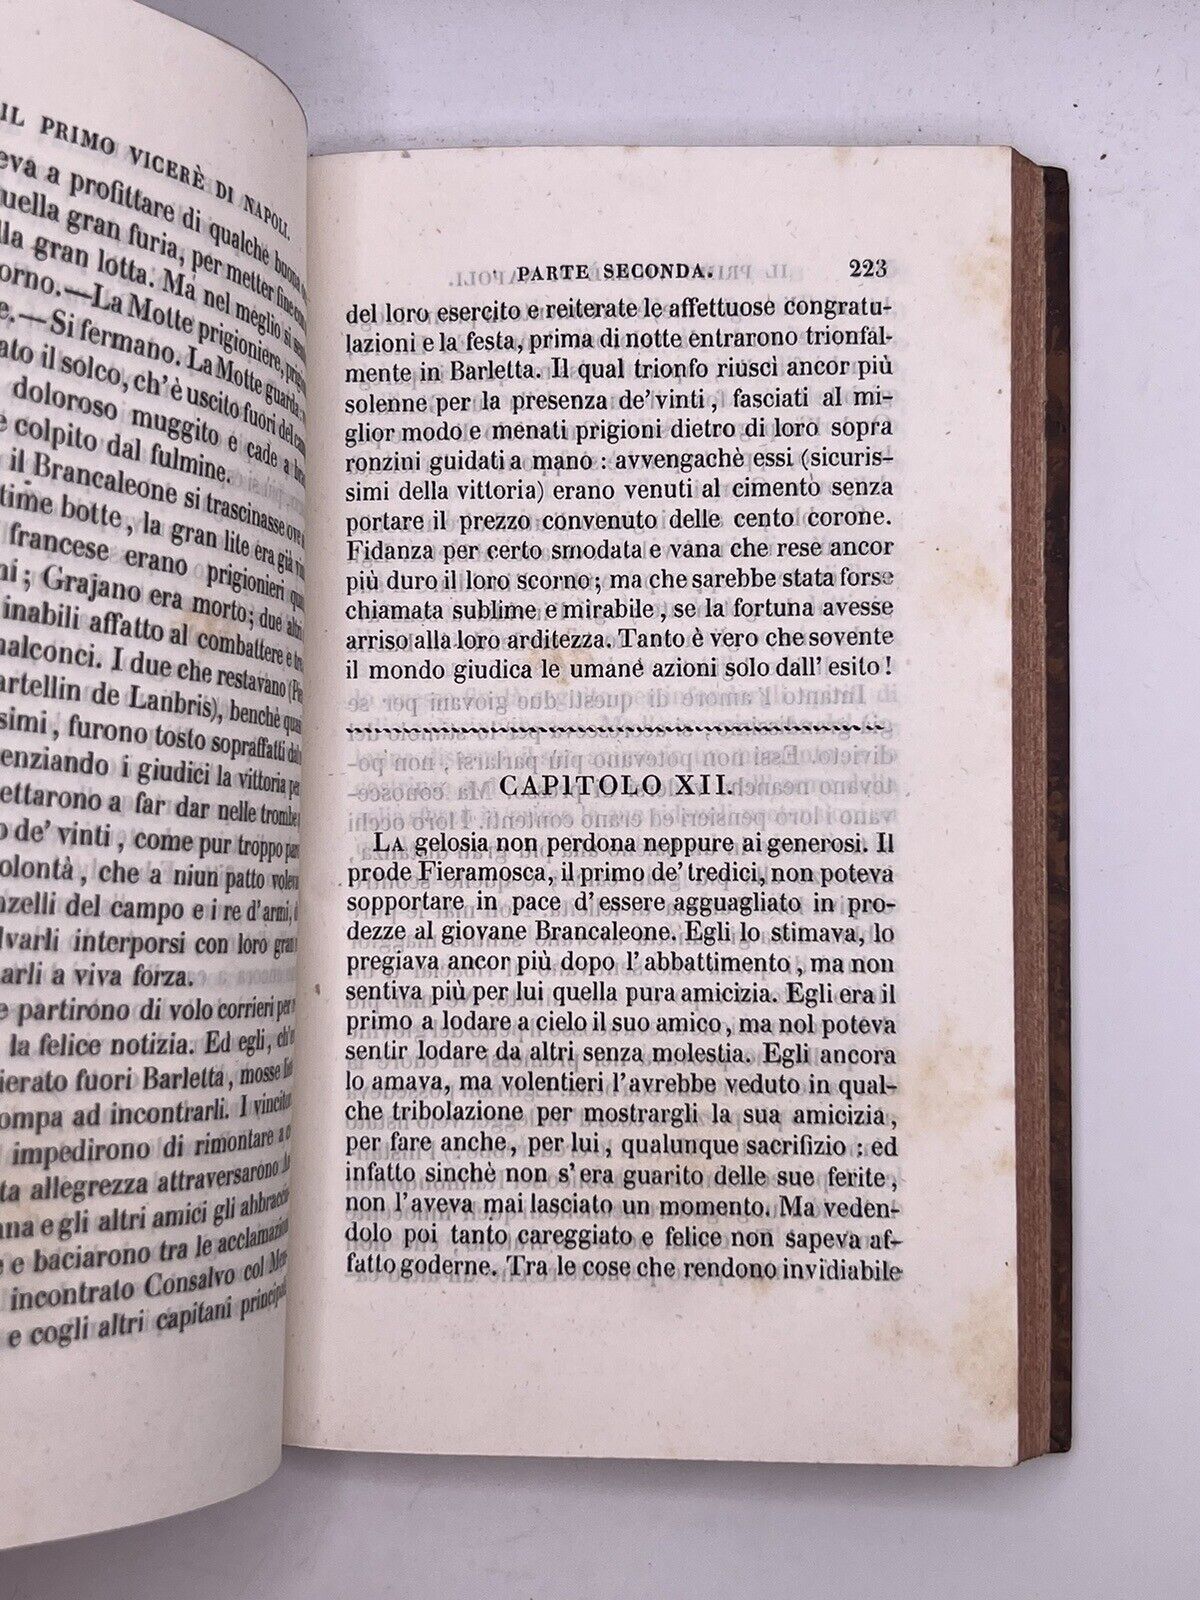 IL PRIMO VICERÈ DI NAPOLI.
eva a profittare di qualchè buona
uella gran furia, per metter fine
lla gran lotta. Ma nel meglio si
orno.—La Motte prigioniere,
e.—Si fermano. La Motte guarda:
ato il solco, ch'è uscito fuori del
doloroso muggito e cade a
è colpito dal fulmine.
il Brancaleone si trascinasse ove
time botte, la gran lite era già
francese erano prigionieri
ni; Grajano era morto; due altri
inabili affatto al combattere e
malconci. I due che restavano
artellin de Lanbris), benchè quasi
simi, furono tosto sopraffatti
enziando i giudici la vittoria per
ettarono a far dar nelle trombe
o de' vinti, come pur troppo
olontà, che a niun patto
nzelli del campo e i re d'armi,
lvarli interporsi con loro gran
arli a viva forza.
e partirono di volo corrieri per
la felice notizia. Ed egli, ch'
ierato fuori Barletta, mosse
ompa ad incontrarli. I vincitori
impedirono di rimontare a
ta allegrezza attraversarono
ana e gli altri amici gli
e baciarono tra le
incontrato Consalvo col
e cogli altri capitani
PARTE SECONDA. 223
del loro esercito e reiterate le affettuose congratu-
lazioni e la festa, prima di notte entrarono trionfal-
mente in Barletta. Il qual trionfo riuscì ancor più
solenne per la presenza de' vinti, fasciati al mi-
glior modo e menati prigioni dietro di loro sopra
ronzini guidati a mano: avvengachè essi (sicuris-
simi della vittoria) erano venuti al cimento senza
portare il prezzo convenuto delle cento corone.
Fidanza per certo smodata e vana che rese ancor
più duro il loro scorno; ma che sarebbe stata forse
chiamata sublime e mirabile, se la fortuna avesse
arriso alla loro arditezza. Tanto è vero che sovente
il mondo giudica le umane azioni solo dall' esito!
CAPITOLO XII.
LA gelosia non perdona neppure ai generosi. Il
prode Fieramosca, il primo de' tredici, non poteva
sopportare in pace d'essere agguagliato in pro-
dezze al giovane Brancaleone. Egli lo stimava, lo
pregiava ancor più dopo l'abbattimento, ma non
sentiva più per lui quella pura amicizia. Egli era il
primo a lodare a cielo il suo amico, ma nol poteva
sentir lodare da altri senza molestia. Egli ancora
lo amava, ma volentieri l'avrebbe veduto in qual-
che tribolazione per mostrargli la sua amicizia,
per fare anche, per lui, qualunque sacrifizio: ed
infatto sinchè non s'era guarito delle sue ferite,
non l'aveva mai lasciato un momento. Ma veden-
dolo poi tanto careggiato e felice non sapeva af-
fatto goderne. Tra le cose che rendono invidiabile